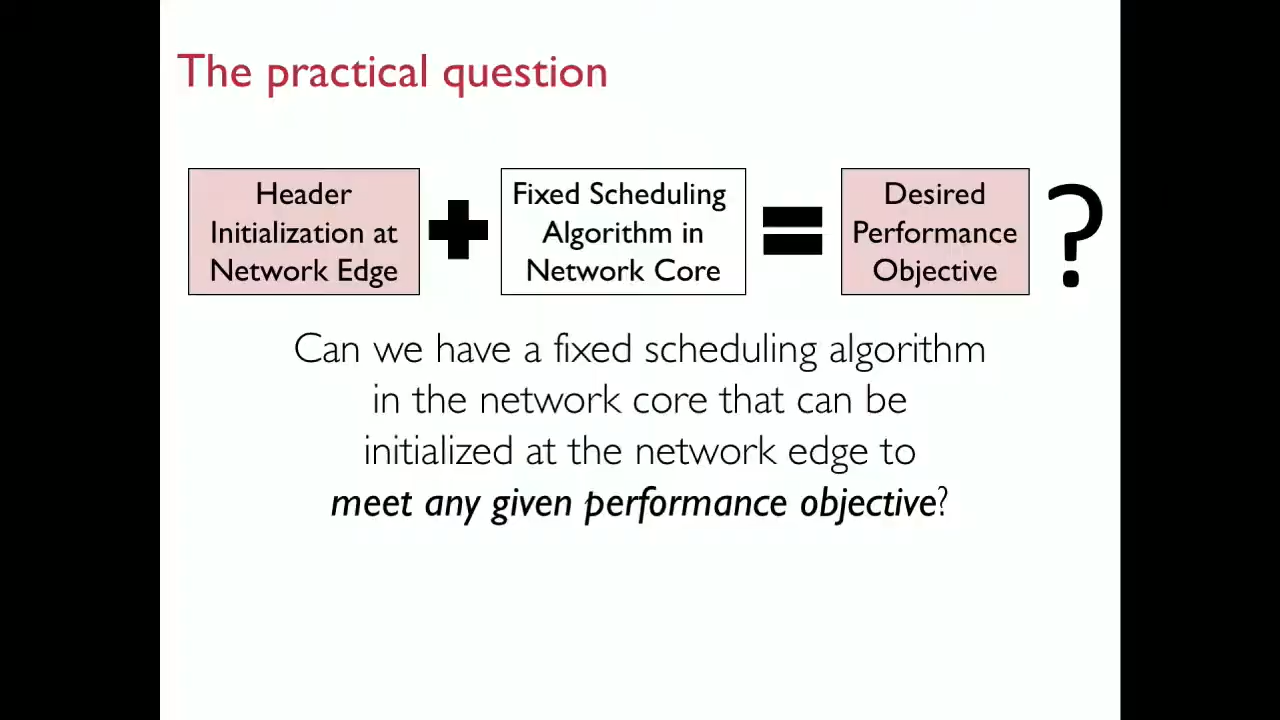 The practical question
Header
Initialization at
Network Edge
Fixed Scheduling
Algorithm in
Network Core
Desired
Performance
Objective
?
Can we have a fixed scheduling algorithm
in the network core that can be
initialized at the network edge to
meet any given performance objective?